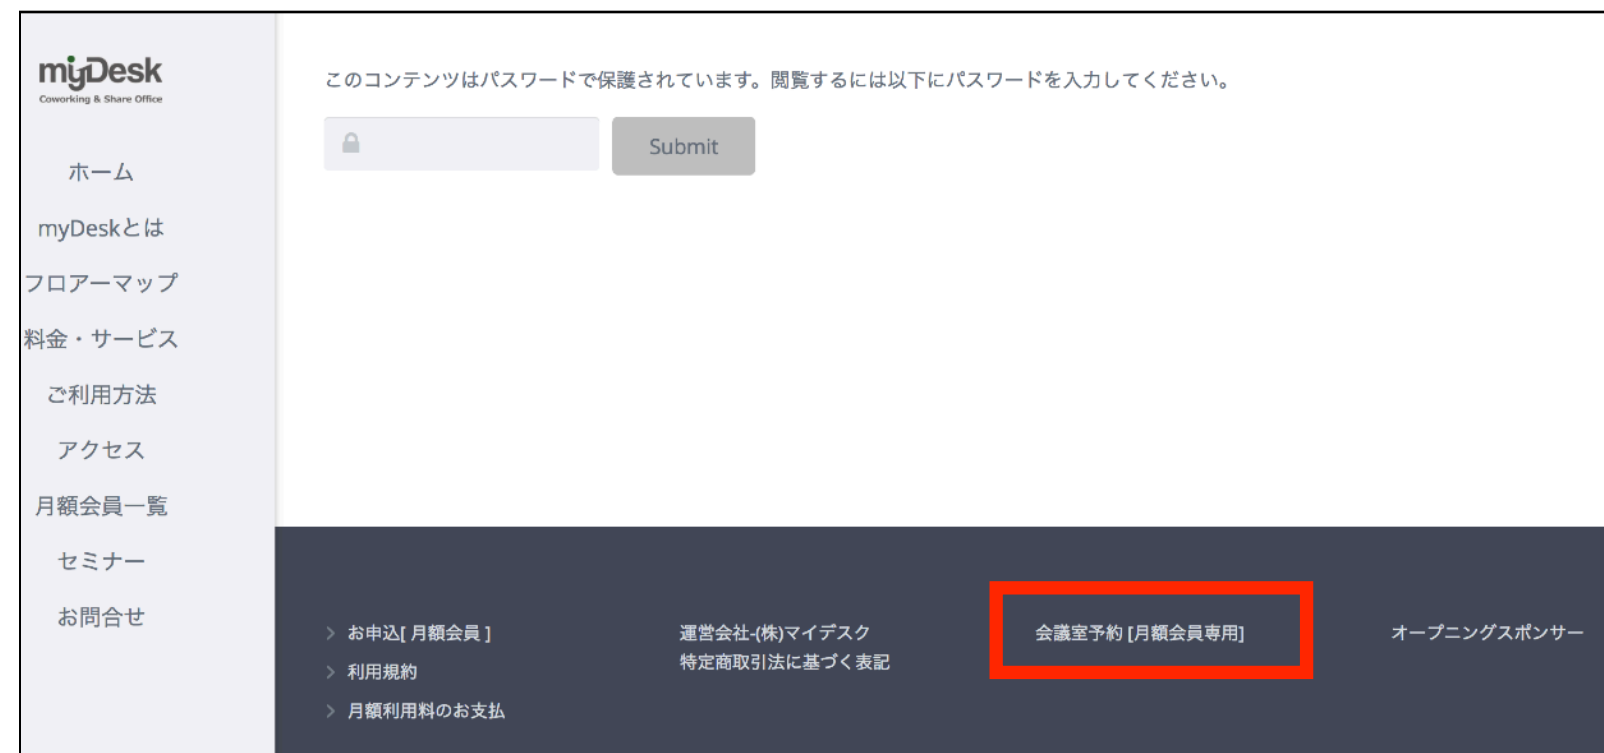 myDesk
Coworking & Share Office
ホーム
myDeskとは
フロアーマップ
料金・サービス
ご利用方法
アクセス
月額会員一覧
セミナー
お問合せ
このコンテンツはパスワードで保護されています。閲覧するには以下にパスワードを入力してください。
Submit
お申込[ 月額会員 ]
利用規約
月額利用料のお支払
運営会社-(株)マイデスク
特定商取引法に基づく表記
会議室予約 [月額会員専用]
オープニングスポンサー